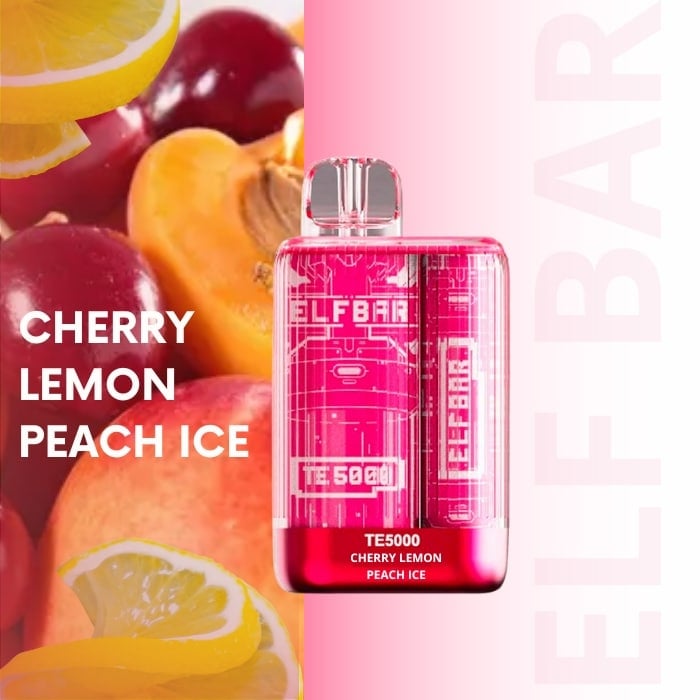 CHERRY
LEMON
PEACH ICE
ELFBAR
ELFBAR
TE5000
TE5000
CHERRY LEMON
PEACH ICE
ELF BAR